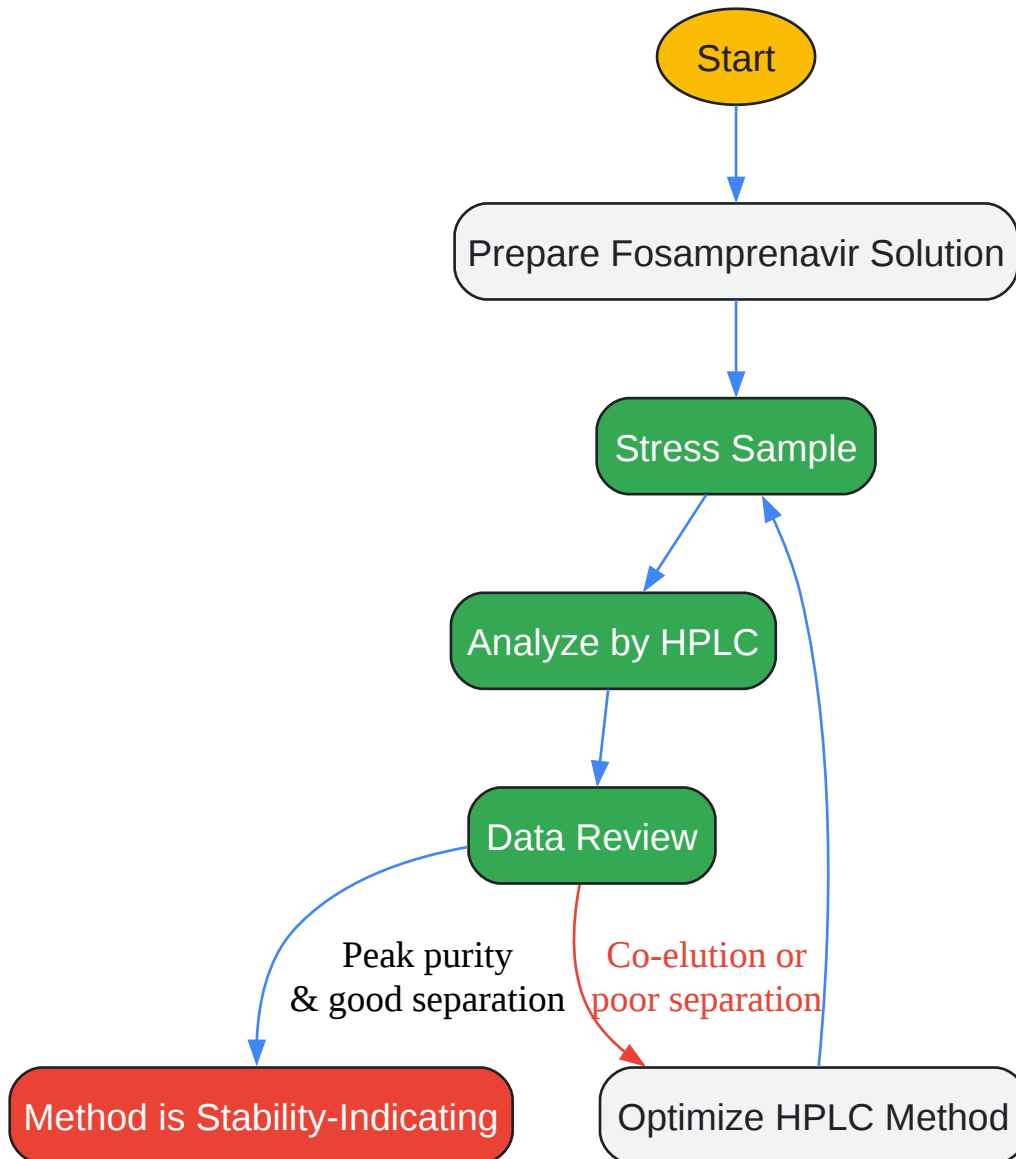 Start
Prepare Fosamprenavir Solution
Stress Sample
Analyze by HPLC
Data Review
Peak purity
& good separation
Co-elution or
poor separation
Method is Stability-Indicating
Optimize HPLC Method